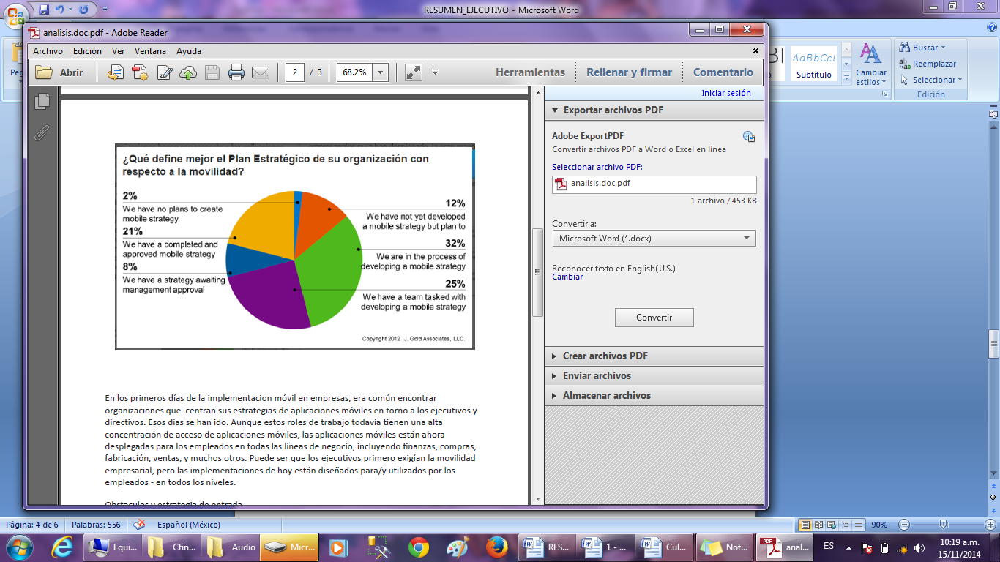 RESUMEN_EJECUTIVO - Microsoft Word
analisis.doc.pdf - Adobe Reader
Archivo Edición Ver Ventana Ayuda
Abrir
2 / 3
68.2%
Herramientas Rellenar y firmar Comentario
¿Qué define mejor el Plan Estratégico de su organización con
respecto a la movilidad?
2%
We have no plans to create
mobile strategy
21%
We have a completed and
approved mobile strategy
8%
We have a strategy awaiting
management approval
12%
We have not yet developed
a mobile strategy but plan to
32%
We are in the process of
developing a mobile strategy
25%
We have a team tasked with
developing a mobile strategy
Copyright 2012 J. Gold Associates, LLC.
En los primeros días de la implementacion móvil en empresas, era común encontrar
organizaciones que centran sus estrategias de aplicaciones móviles en torno a los ejecutivos y
directivos. Esos días se han ido. Aunque estos roles de trabajo todavía tienen una alta
concentración de acceso de aplicaciones móviles, las aplicaciones móviles están ahora
desplegadas para los empleados en todas las líneas de negocio, incluyendo finanzas, compras,
fabricación, ventas, y muchos otros. Puede ser que los ejecutivos primero exigían la movilidad
empresarial, pero las implementaciones de hoy están diseñados para/y utilizados por los
empleados - en todos los niveles.
Obstaculos y estrategia de entrada
Iniciar sesión
Exportar archivos PDF
Adobe ExportPDF
Convertir archivos PDF a Word o Excel en línea
Seleccionar archivo PDF:
analisis.doc.pdf
1 archivo / 453 KB
Convertir a:
Microsoft Word (*.docx)
Reconocer texto en English(U.S.)
Cambiar
Convertir
Crear archivos PDF
Enviar archivos
Almacenar archivos
Peg
AaBbCcl
Subtítulo
Cambiar
estilos
Buscar
Reemplazar
Seleccionar
Edición
Página: 4 de 6 Palabras: 556 Español (México) 90%
Equi... Ctin... Audio Micr... RES... 1 - ... Cul... Not... anal... ES
10:19 a.m.
15/11/2014